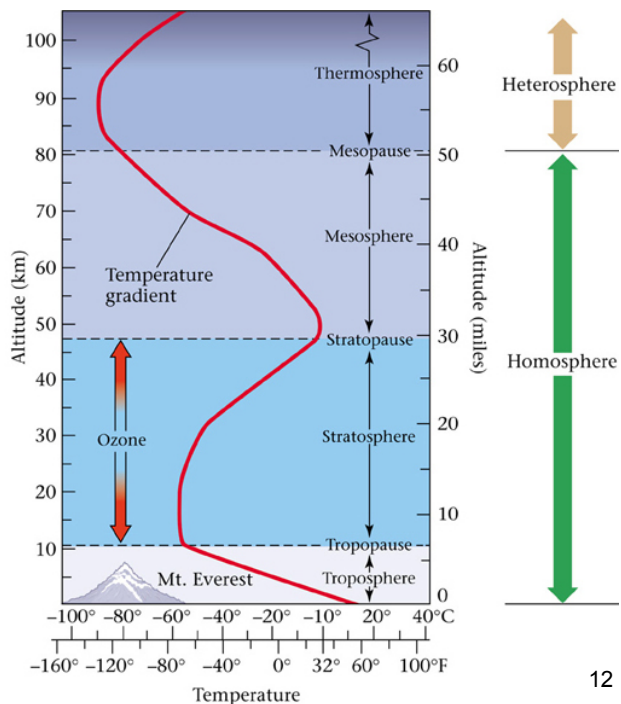 100
90
80
70
60
50
40
30
20
10
Altitude (km)
Thermosphere
Mesopause
Mesosphere
Stratopause
Stratosphere
Tropopause
Troposphere
Temperature
gradient
Ozone
Mt. Everest
60
50
40
30
20
10
0
Altitude (miles)
Heterosphere
Homosphere
–100° –80° –60° –40° –20° –10° 20° 40°C
–160° –120° –80° –40° 0° 32° 60° 100°F
Temperature
12